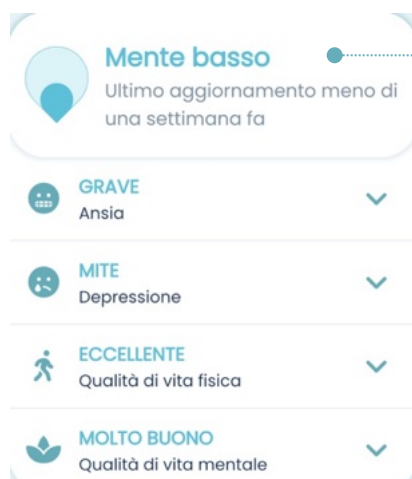 Mente basso
Ultimo aggiornamento meno di
una settimana fa
GRAVE
Ansia
MITE
Depressione
ECCELLENTE
Qualità di vita fisica
MOLTO BUONO
Qualità di vita mentale